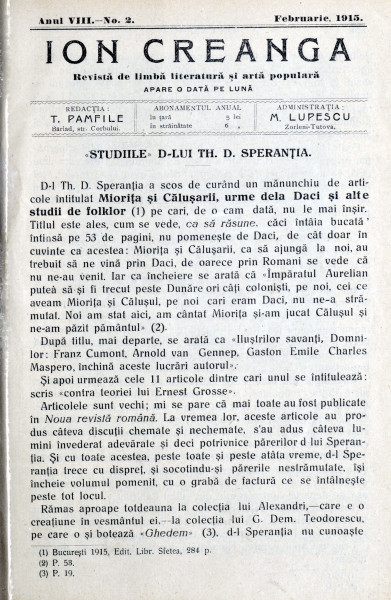 Anul VIII.—No. 2.
Februarie, 1915.
ION CREANGA
Revistă de limbă literatură și artă populară
APARE O DATĂ PE LUNĂ
REDACȚIA :
T. PAMFILE
Bârlad, str. Corbului.
ABONAMENTUL ANUAL
în țară 5 lei
în străinătate 6 „
ADMINISTRAȚIA :
M. LUPESCU
Zorleni-Tutova.
«STUDIILE» D-LUI TH. D. SPERANȚIA.
D-l Th. D. Speranția a scos de curând un mănunchiu de arti-
cole intitulat Miorița și Călușarii, urme dela Daci și alte
studii de folklor (1) pe cari, de o cam dată, nu le mai înșir.
Titlul este ales, cum se vede, ca să răsune, căci întâia bucată
întinsă pe 53 de pagini, nu pomenește de Daci, de cât doar în
cuvinte ca acestea: Miorița și Călușarii, ca să ajungă la noi, au
trebuit să ne vină prin Daci, de oarece prin Romani se vede că
nu ne-au venit. Iar ca încheiere se arată că «Împăratul Aurelian
puteà să-și fi trecut peste Dunăre ori câți coloniști, pe noi, cei ce
aveam Miorița și Călușul, pe noi cari eram Daci, nu ne-a stră-
mutat. Noi am stat aici, am cântat Miorița și-am jucat Călușul și
ne-am păzit pământul» (2).
După titlu, mai departe, se arată ca «Iluștrilor savanți, Domni-
lor: Franz Cumont, Arnold van Gennep, Gaston Emile Charles
Maspero, închină aceste lucrări autorul».
Și apoi urmează cele 11 articole dintre cari unul se intitulează:
scris «contra teoriei lui Ernest Grosse».
Articolele sunt vechi; mi se pare că mai toate au fost publicate
în Noua revistă română. La vremea lor, aceste articole au pro-
dus câteva discuții chemate și nechemate, s'au adus câteva lu-
mini învederat adevărate și deci potrivnice părerilor d lui Speran-
ția. Și cu toate acestea, peste toate și peste atâta vreme, d-l Spe-
ranția trece cu dispreț, și socotindu-și părerile nestrămutate, își
încheie volumul pomenit, cu o grabă de factură ce se întâlnește
peste tot locul.
Rămas aproape totdeauna la colecția lui Alexandri,—care e o
creațiune în vesmântul ei,—la colecția lui G. Dem. Teodorescu,
pe care o și botează «Ghedem» (3). d-l Speranția nu cunoaște
(1) București 1915, Edit. Libr. Sfetea, 284 p.
(2) P. 53.
(3) P. 19.